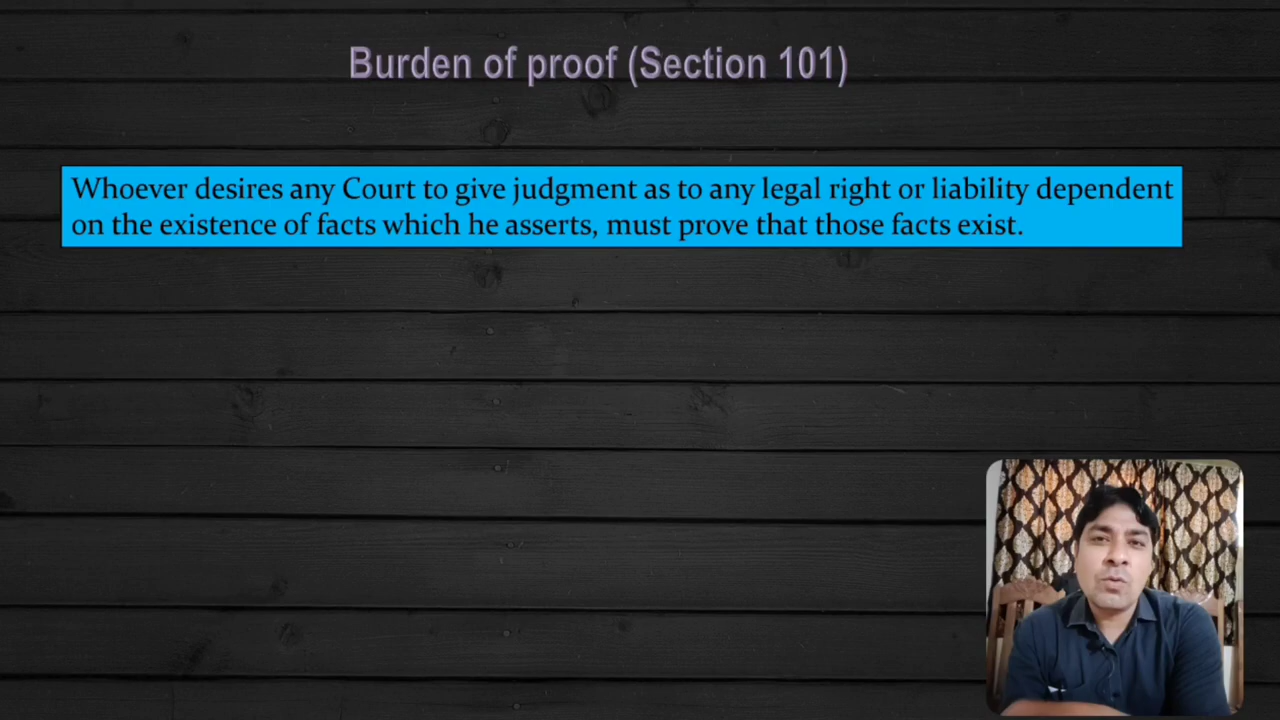 Burden of proof (Section 101)
Whoever desires any Court to give judgment as to any legal right or liability dependent
on the existence of facts which he asserts, must prove that those facts exist.